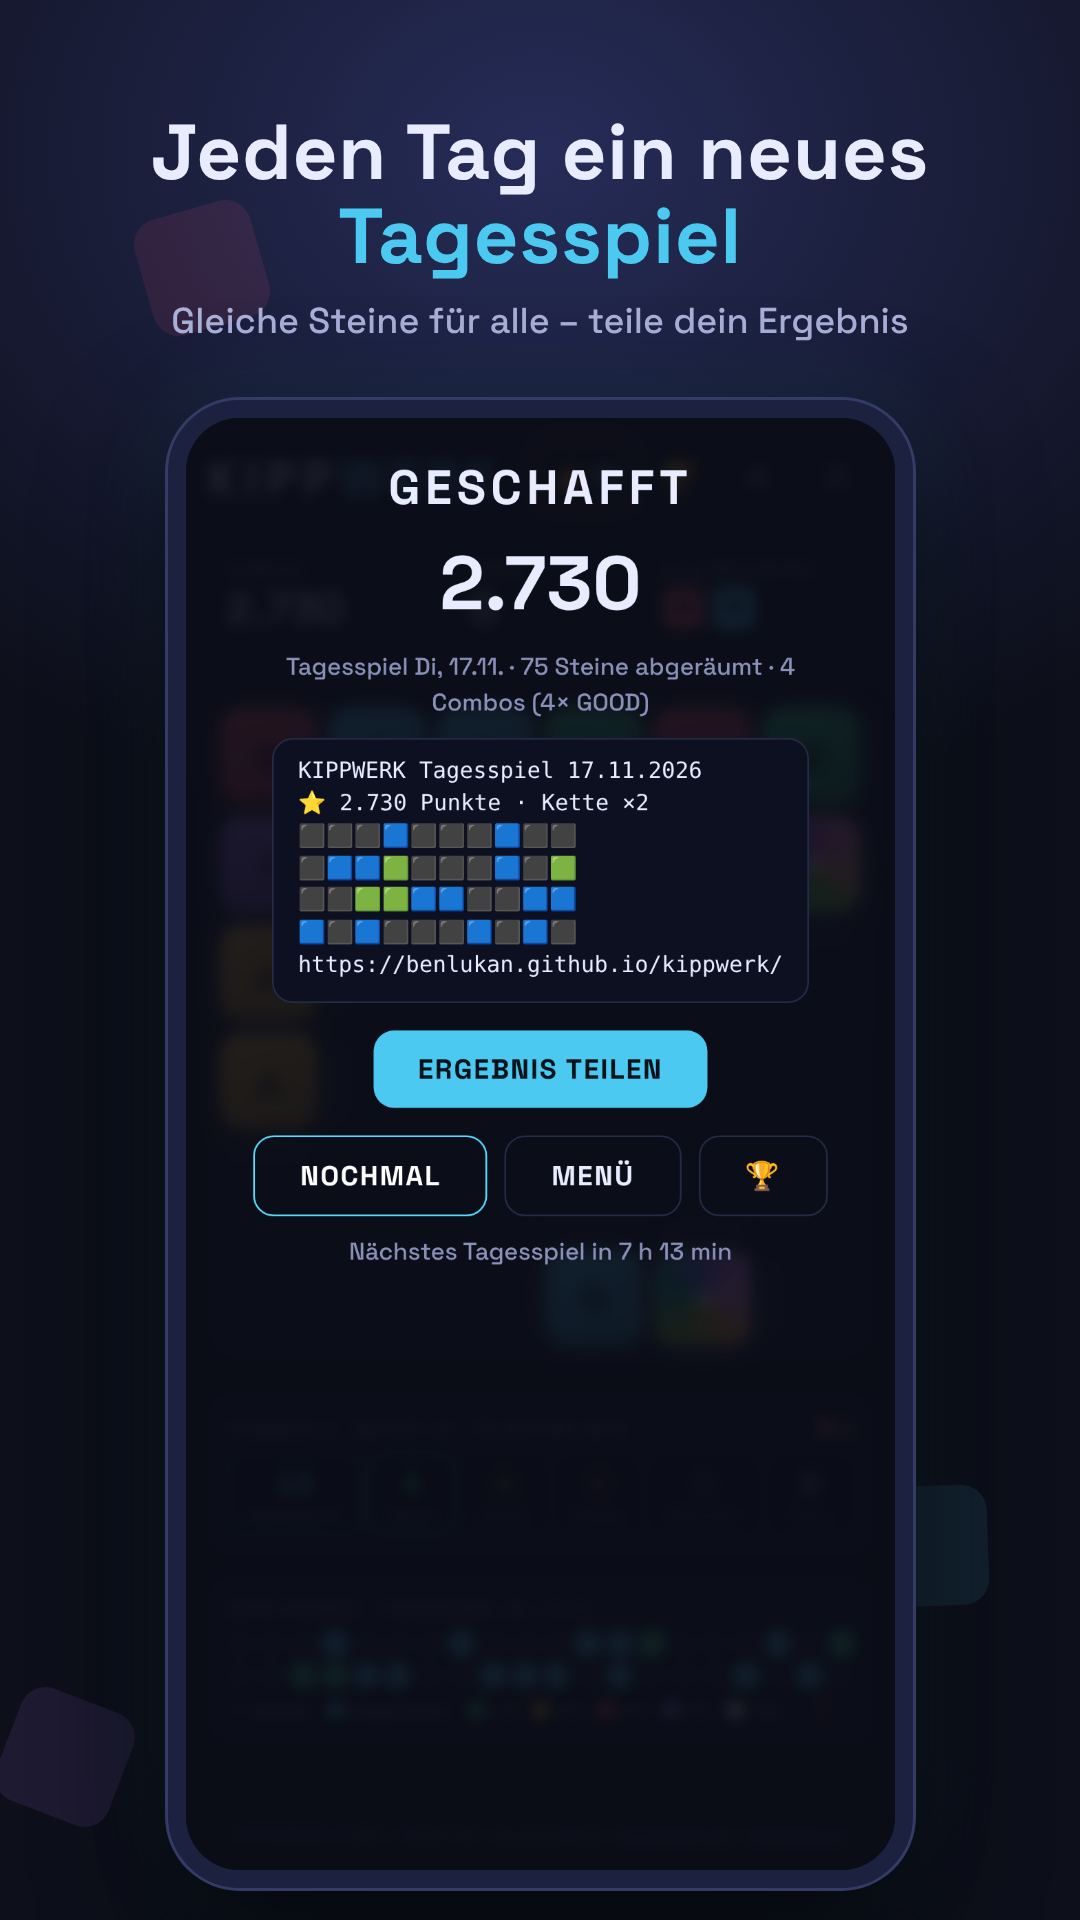 Jeden Tag ein neues
Tagesspiel
Gleiche Steine für alle – teile dein Ergebnis
GESCHAFFT
2.730
Tagesspiel Di, 17.11. · 75 Steine abgeräumt · 4
Combos (4× GOOD)
KIPPWERK Tagesspiel 17.11.2026
⭐ 2.730 Punkte · Kette ×2
⬛⬛⬛🟦⬛⬛⬛🟦⬛⬛
⬛🟦🟦🟩⬛⬛⬛🟦⬛🟩
⬛⬛🟩🟩🟦🟦⬛⬛🟦🟦
🟦⬛🟦⬛⬛⬛🟦⬛🟦⬛
https://benlukan.github.io/kippwerk/
ERGEBNIS TEILEN
NOCHMAL MENÜ 🏆
Nächstes Tagesspiel in 7 h 13 min